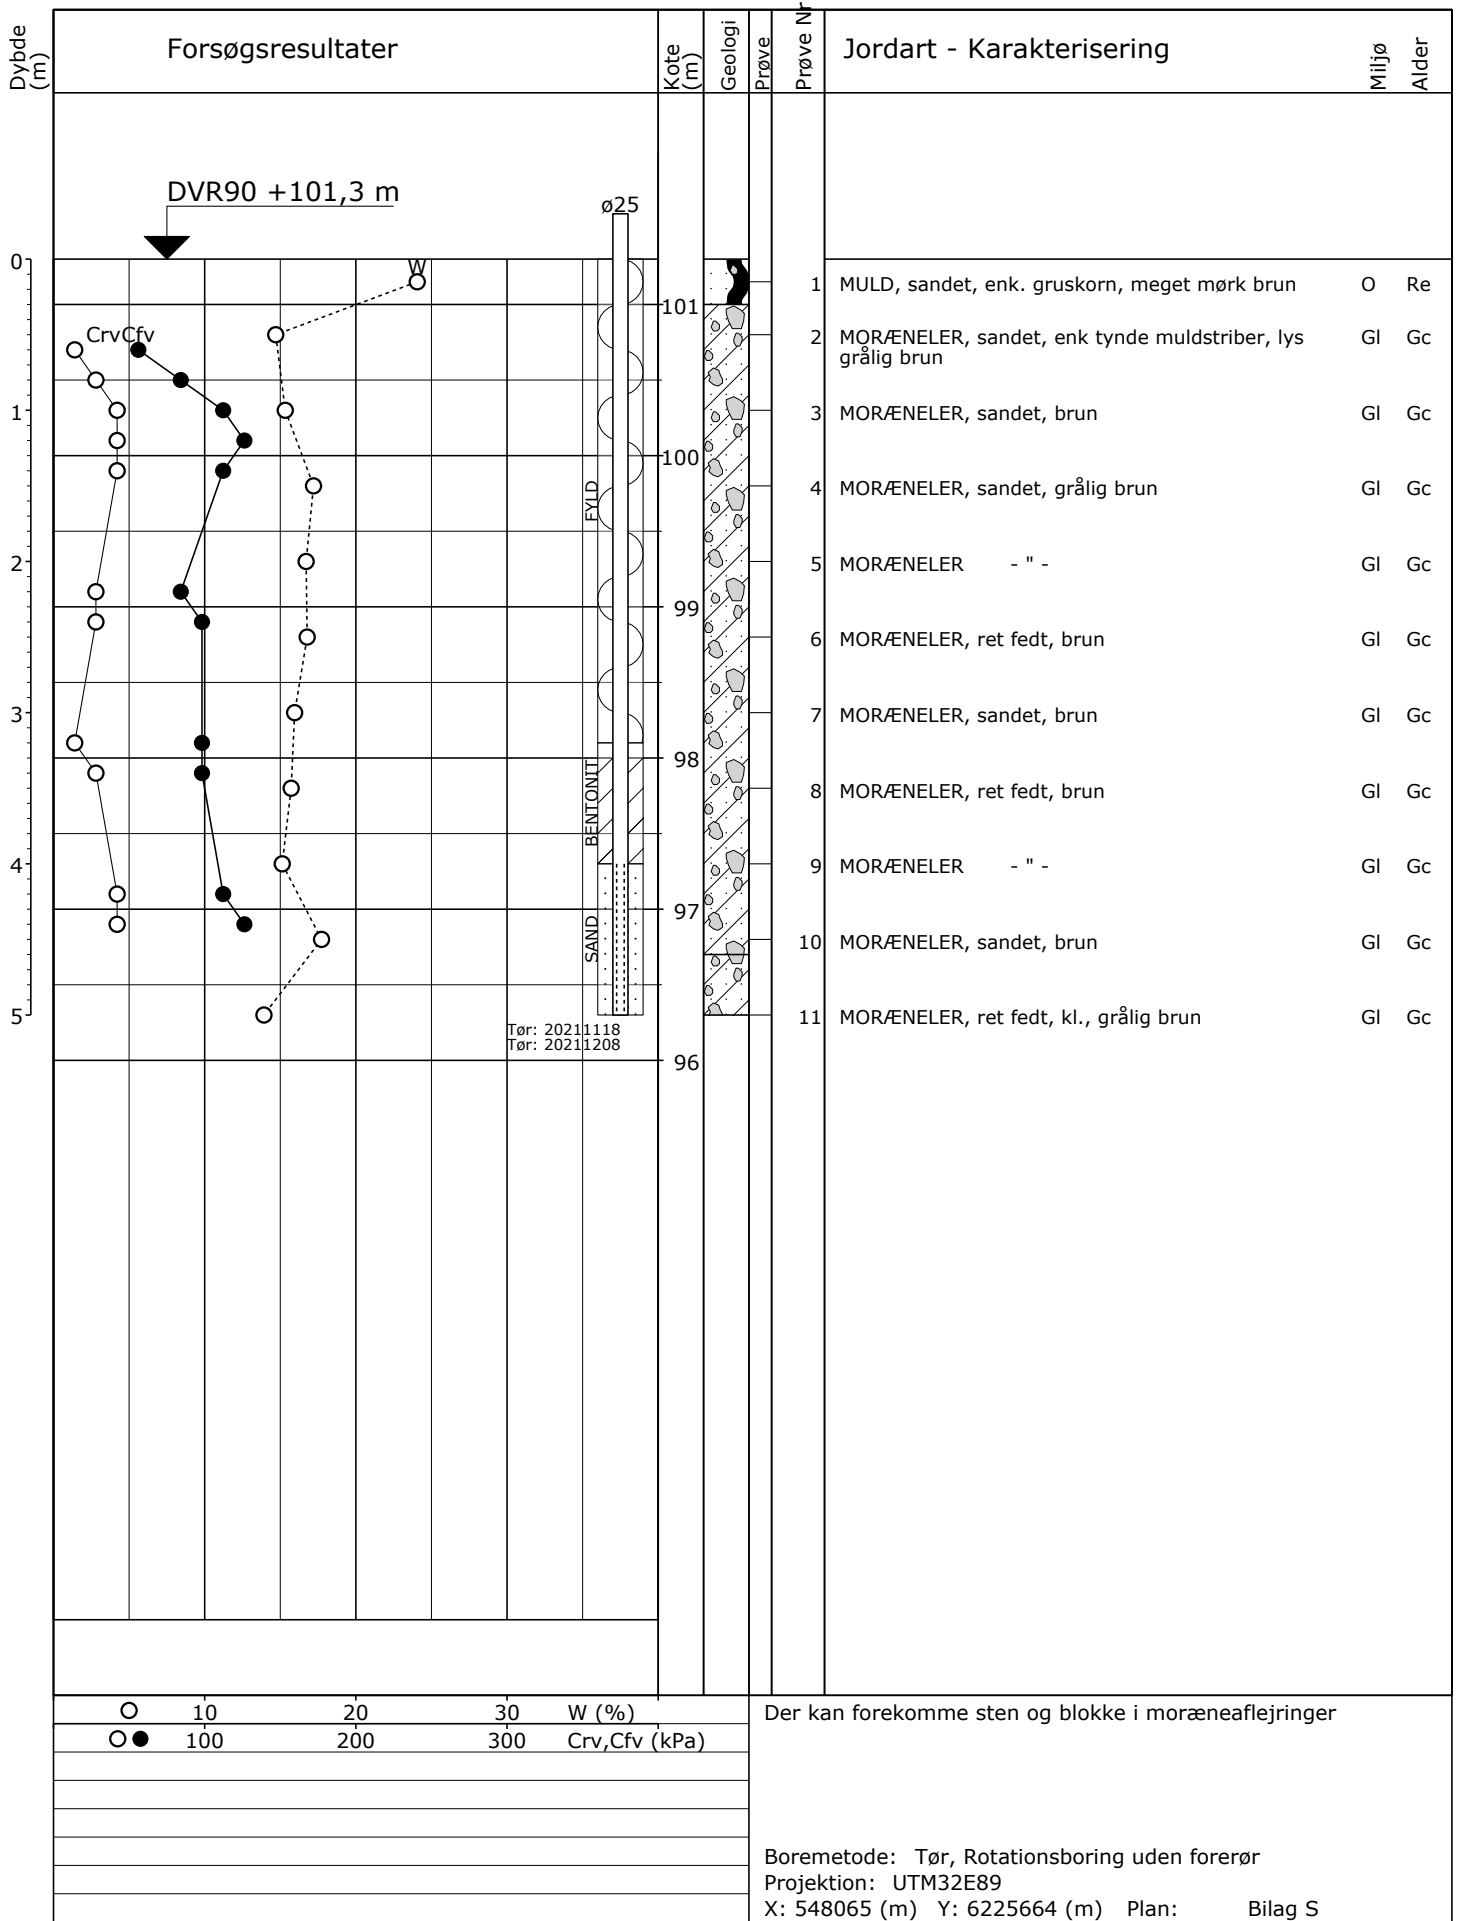 Dybde (m)
Forsøgsresultater
Kote (m)
Geologi
Prøve
Prøve Nr
Jordart - Karakterisering
Miljø
Alder
DVR90 +101,3 m
ø25
0
W
1 MULD, sandet, enk. gruskorn, meget mørk brun O Re
101
CrvCfv
2 MORÆNELER, sandet, enk tynde muldstriber, lys Gl Gc
grålig brun
1
3 MORÆNELER, sandet, brun Gl Gc
100
4 MORÆNELER, sandet, grålig brun Gl Gc
FYLD
2
5 MORÆNELER - " - Gl Gc
99
6 MORÆNELER, ret fedt, brun Gl Gc
3
7 MORÆNELER, sandet, brun Gl Gc
98
8 MORÆNELER, ret fedt, brun Gl Gc
BENTONIT
4
9 MORÆNELER - " - Gl Gc
97
SAND
10 MORÆNELER, sandet, brun Gl Gc
5
11 MORÆNELER, ret fedt, kl., grålig brun Gl Gc
Tør: 20211118
Tør: 20211208
96
10 20 30 W (%)
100 200 300 Crv,Cfv (kPa)
Der kan forekomme sten og blokke i moræneaflejringer
Boremetode: Tør, Rotationsboring uden forerør
Projektion: UTM32E89
X: 548065 (m) Y: 6225664 (m) Plan: Bilag S